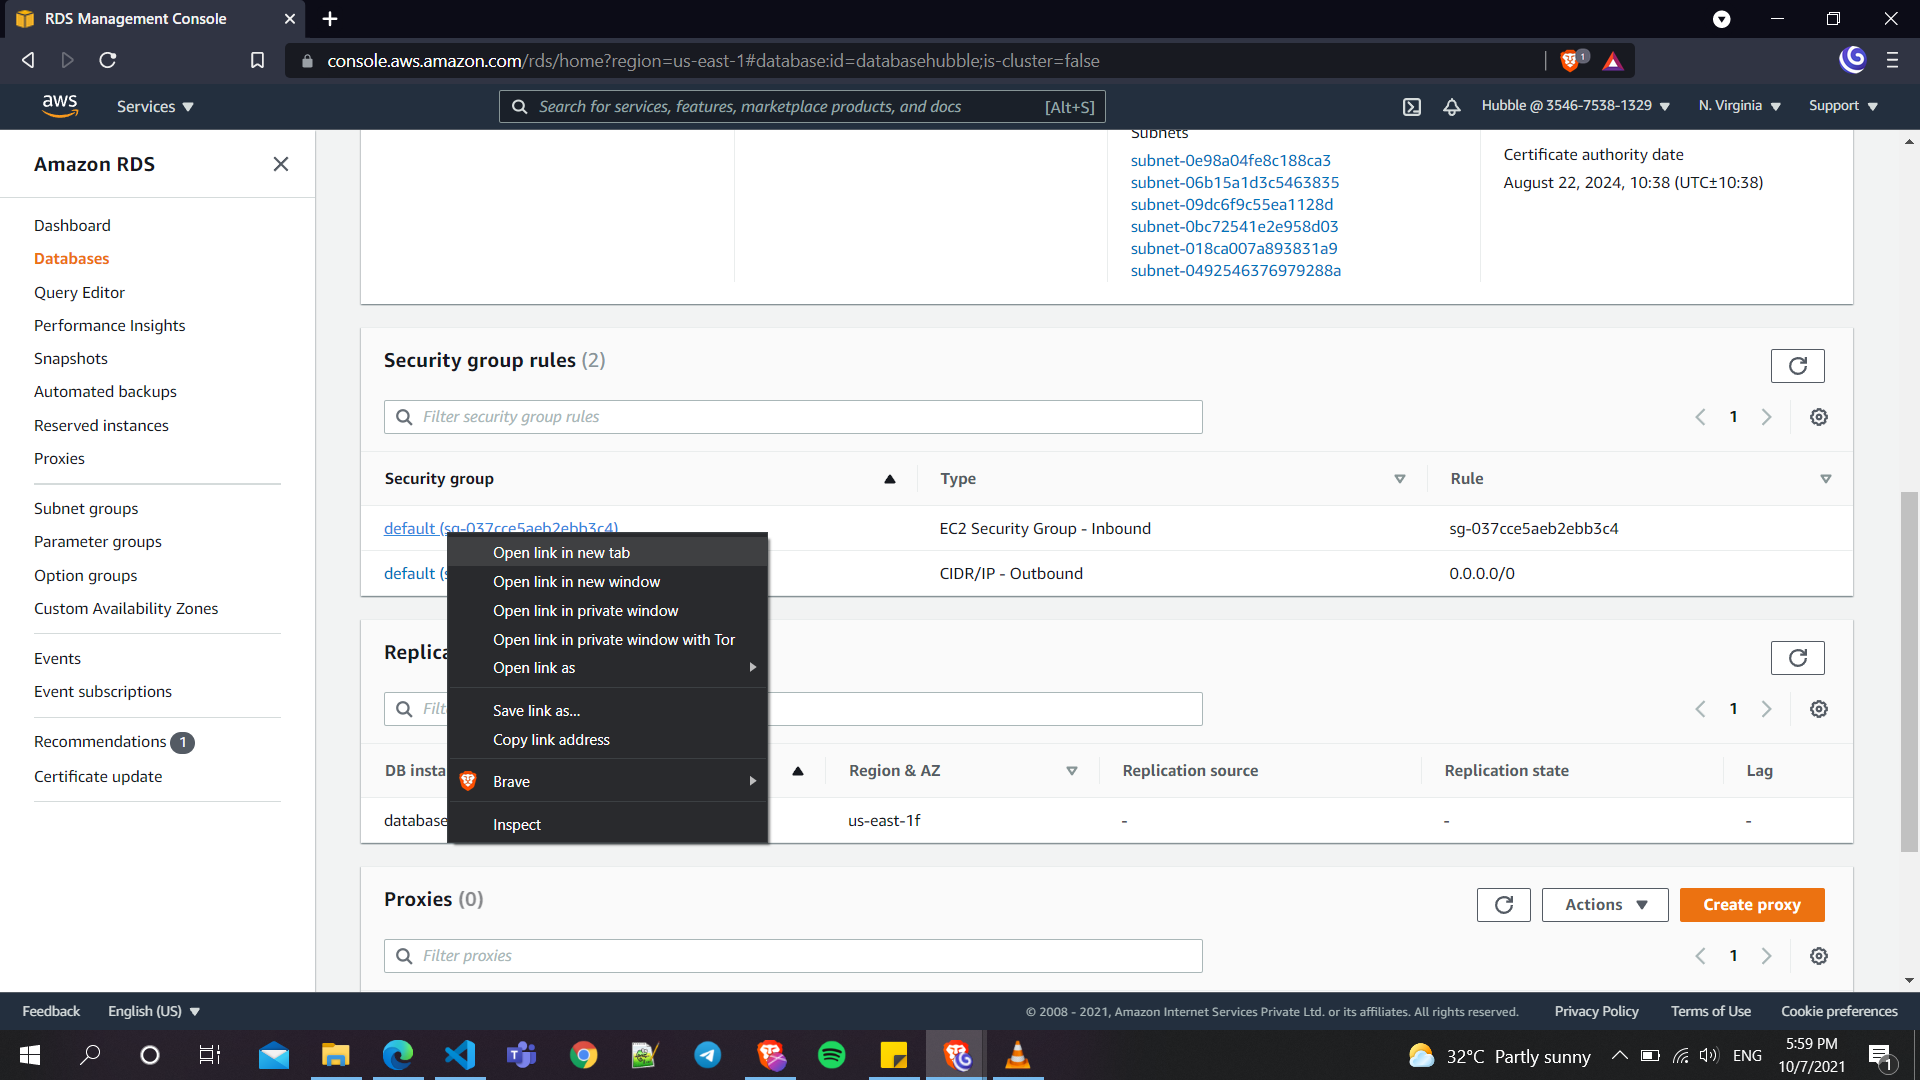 RDS Management Console
console.aws.amazon.com/rds/home?region=us-east-1#database:id=databasehubble;is-cluster=false
1
aws
Services
Search for services, features, marketplace products, and docs
[Alt+S]
Hubble @ 3546-7538-1329
N. Virginia
Support
Amazon RDS
Dashboard
Databases
Query Editor
Performance Insights
Snapshots
Automated backups
Reserved instances
Proxies
Subnet groups
Parameter groups
Option groups
Custom Availability Zones
Events
Event subscriptions
Recommendations 1
Certificate update
Subnets
subnet-0e98a04fe8c188ca3
subnet-06b15a1d3c5463835
subnet-09dc6f9c55ea1128d
subnet-0bc72541e2e958d03
subnet-018ca007a893831a9
subnet-0492546376979288a
Certificate authority date
August 22, 2024, 10:38 (UTC±10:38)
Security group rules (2)
Filter security group rules
1
Security group
Type
Rule
default (sg-037cce5aeb2ebb3c4)
EC2 Security Group - Inbound
sg-037cce5aeb2ebb3c4
default (s
CIDR/IP - Outbound
0.0.0.0/0
Open link in new tab
Open link in new window
Open link in private window
Open link in private window with Tor
Open link as
Save link as...
Copy link address
Brave
Inspect
Replica
Filt
1
DB insta
Region & AZ
Replication source
Replication state
Lag
database
us-east-1f
-
-
-
Proxies (0)
Actions
Create proxy
Filter proxies
1
Feedback
English (US)
© 2008 - 2021, Amazon Internet Services Private Ltd. or its affiliates. All rights reserved.
Privacy Policy
Terms of Use
Cookie preferences
32°C Partly sunny
ENG
5:59 PM
10/7/2021
1